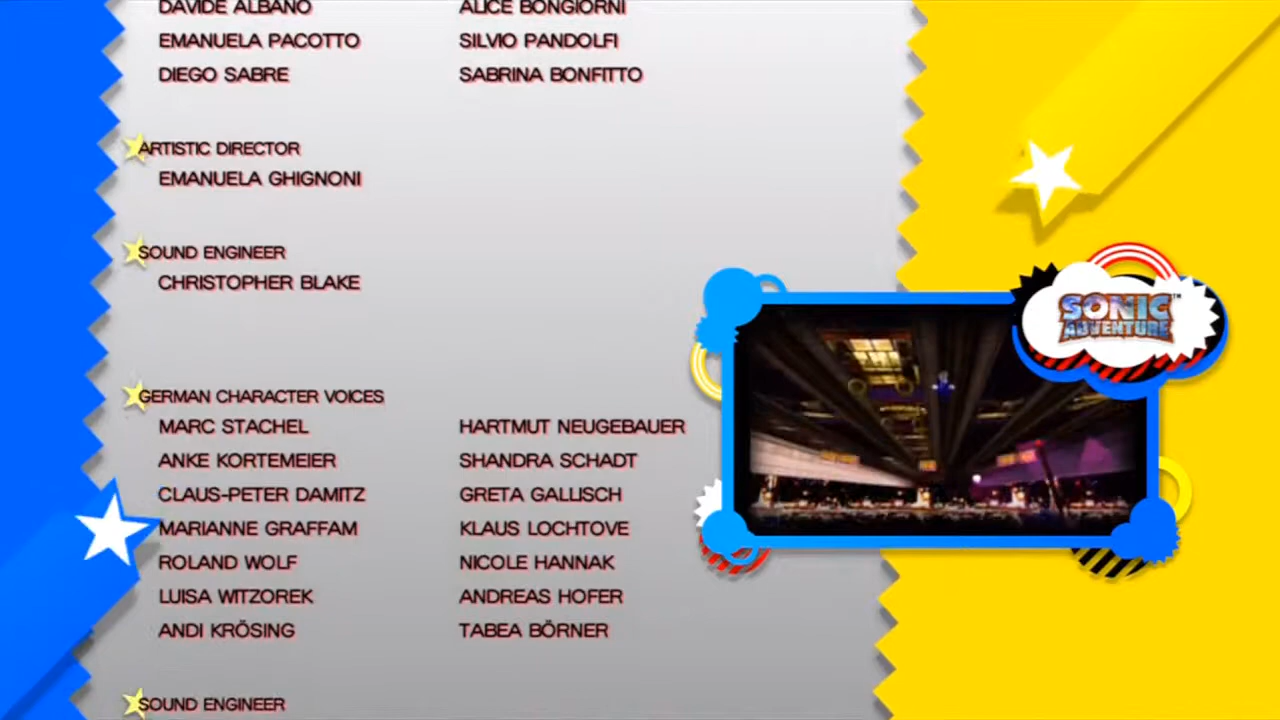 DAVIDE ALBANO ALICE BONGIORNI
EMANUELA PACOTTO SILVIO PANDOLFI
DIEGO SABRE SABRINA BONFITTO
ARTISTIC DIRECTOR
EMANUELA GHIGNONI
SOUND ENGINEER
CHRISTOPHER BLAKE
SONIC
ADVENTURE™
GERMAN CHARACTER VOICES
MARC STACHEL HARTMUT NEUGEBAUER
ANKE KORTEMEIER SHANDRA SCHADT
CLAUS-PETER DAMITZ GRETA GALLISCH
MARIANNE GRAFFAM KLAUS LOCHTOVE
ROLAND WOLF NICOLE HANNAK
LUISA WITZOREK ANDREAS HOFER
ANDI KRÖSING TABEA BÖRNER
SOUND ENGINEER